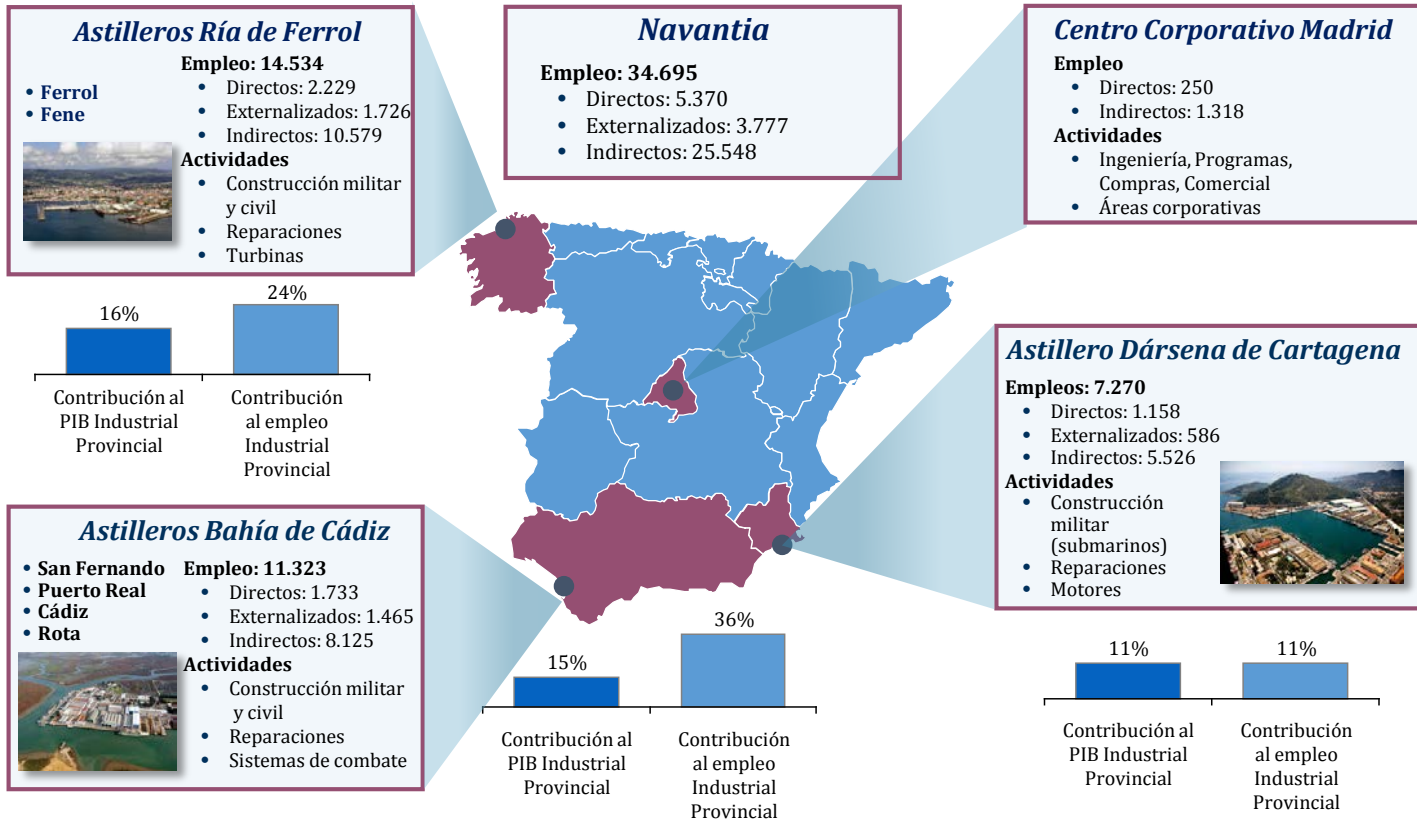 Astilleros Ría de Ferrol
• Ferrol
• Fene
Empleo: 14.534
• Directos: 2.229
• Externalizados: 1.726
• Indirectos: 10.579
Actividades
• Construcción militar
y civil
• Reparaciones
• Turbinas
Navantia
Empleo: 34.695
• Directos: 5.370
• Externalizados: 3.777
• Indirectos: 25.548
Centro Corporativo Madrid
Empleo
• Directos: 250
• Indirectos: 1.318
Actividades
• Ingeniería, Programas,
Compras, Comercial
• Áreas corporativas
16%
24%
Contribución al
PIB Industrial
Provincial
Contribución
al empleo
Industrial
Provincial
Astillero Dársena de Cartagena
Empleos: 7.270
• Directos: 1.158
• Externalizados: 586
• Indirectos: 5.526
Actividades
• Construcción
militar
(submarinos)
• Reparaciones
• Motores
Astilleros Bahía de Cádiz
• San Fernando
• Puerto Real
• Cádiz
• Rota
Empleo: 11.323
• Directos: 1.733
• Externalizados: 1.465
• Indirectos: 8.125
Actividades
• Construcción militar
y civil
• Reparaciones
• Sistemas de combate
15%
36%
Contribución al
PIB Industrial
Provincial
Contribución
al empleo
Industrial
Provincial
11%
11%
Contribución al
PIB Industrial
Provincial
Contribución
al empleo
Industrial
Provincial